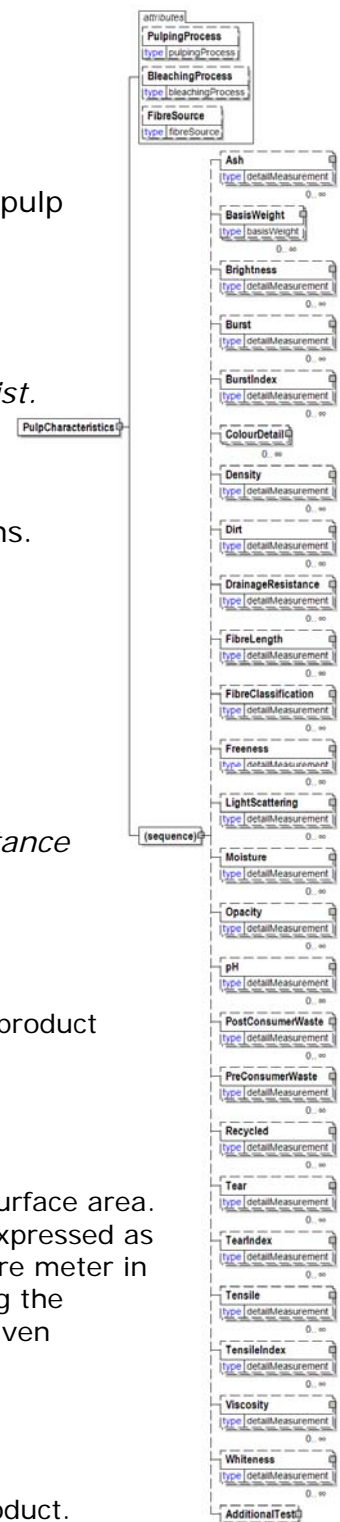 attributes
PulpingProcess
type pulpingProcess
BleachingProcess
type bleachingProcess
FibreSource
type fibreSource
pulp
ist.
ns.
tance
product
urface area.
xpressed as
re meter in
g the
ven
oduct.
PulpCharacteristics
(sequence)
Ash
type detailMeasurement
0.. ∞
BasisWeight
type basisWeight
0.. ∞
Brightness
type detailMeasurement
0.. ∞
Burst
type detailMeasurement
0.. ∞
BurstIndex
type detailMeasurement
0.. ∞
ColourDetail
0.. ∞
Density
type detailMeasurement
0.. ∞
Dirt
type detailMeasurement
0.. ∞
DrainageResistance
type detailMeasurement
0.. ∞
FibreLength
type detailMeasurement
0.. ∞
FibreClassification
type detailMeasurement
0.. ∞
Freeness
type detailMeasurement
0.. ∞
LightScattering
type detailMeasurement
0.. ∞
Moisture
type detailMeasurement
0.. ∞
Opacity
type detailMeasurement
0.. ∞
pH
type detailMeasurement
0.. ∞
PostConsumerWaste
type detailMeasurement
0.. ∞
PreConsumerWaste
type detailMeasurement
0.. ∞
Recycled
type detailMeasurement
0.. ∞
Tear
type detailMeasurement
0.. ∞
TearIndex
type detailMeasurement
0.. ∞
Tensile
type detailMeasurement
0.. ∞
TensileIndex
type detailMeasurement
0.. ∞
Viscosity
type detailMeasurement
0.. ∞
Whiteness
type detailMeasurement
0.. ∞
AdditionalTest